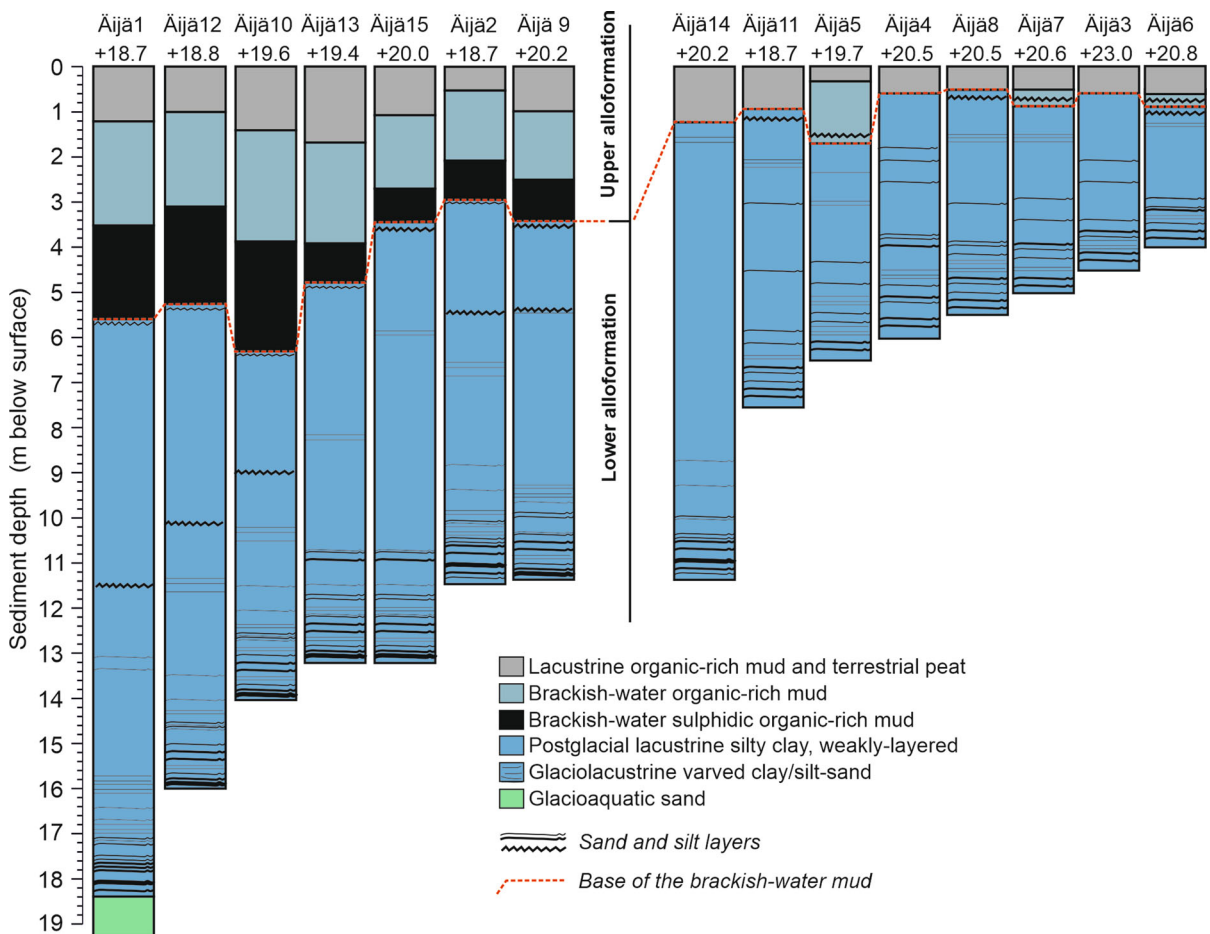 Äijä1 Äijä12 Äijä10 Äijä13 Äijä15 Äijä2 Äijä 9 Äijä14 Äijä11 Äijä5 Äijä4 Äijä8 Äijä7 Äijä3 Äijä6
+18.7 +18.8 +19.6 +19.4 +20.0 +18.7 +20.2 +20.2 +18.7 +19.7 +20.5 +20.5 +20.6 +23.0 +20.8
0
1
2
3
4
5
6
7
8
9
10
11
12
13
14
15
16
17
18
19
Sediment depth (m below surface)
Upper alloformation
Lower alloformation
Lacustrine organic-rich mud and terrestrial peat
Brackish-water organic-rich mud
Brackish-water sulphidic organic-rich mud
Postglacial lacustrine silty clay, weakly-layered
Glaciolacustrine varved clay/silt-sand
Glacioaquatic sand
Sand and silt layers
Base of the brackish-water mud